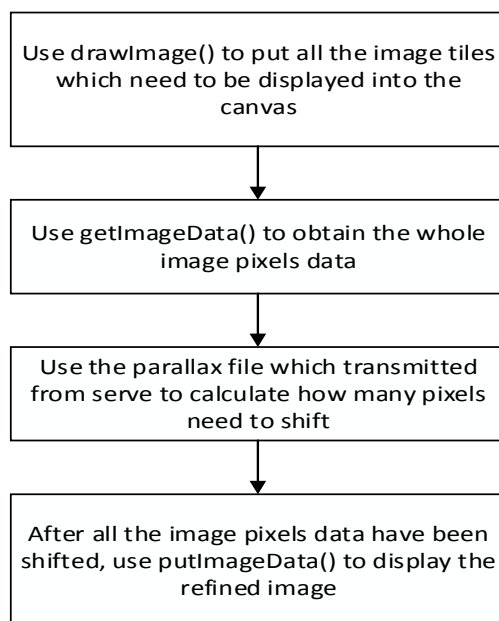 Use drawImage() to put all the image tiles
which need to be displayed into the
canvas
Use getImageData() to obtain the whole
image pixels data
Use the parallax file which transmitted
from serve to calculate how many pixels
need to shift
After all the image pixels data have been
shifted, use putImageData() to display the
refined image